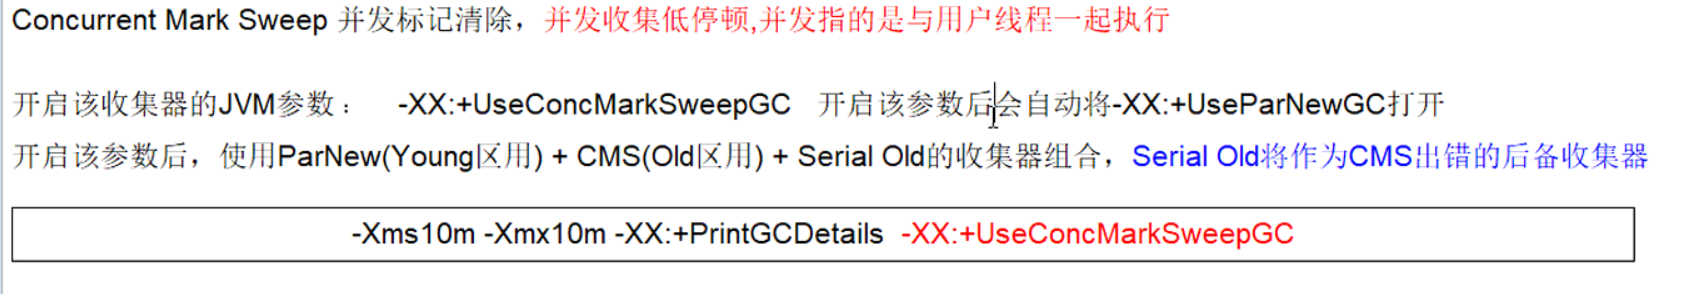 Concurrent Mark Sweep 并发标记清除，并发收集低停顿,并发指的是与用户线程一起执行
开启该收集器的JVM参数： -XX:+UseConcMarkSweepGC 开启该参数后会自动将-XX:+UseParNewGC打开
开启该参数后，使用ParNew(Young区用) + CMS(Old区用) + Serial Old的收集器组合，Serial Old将作为CMS出错的后备收集器
-Xms10m -Xmx10m -XX:+PrintGCDetails -XX:+UseConcMarkSweepGC